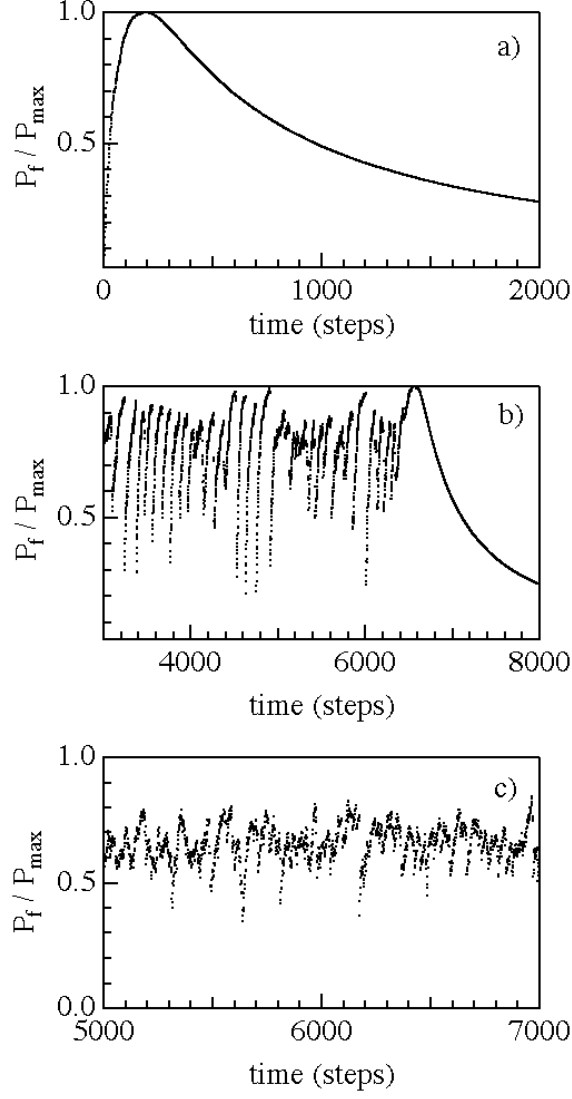 1.0
a)
P_f / P_max
0.5
0
1000
2000
time (steps)
1.0
b)
P_f / P_max
0.5
4000
6000
8000
time (steps)
1.0
c)
P_f / P_max
0.5
0.0
5000
6000
7000
time (steps)